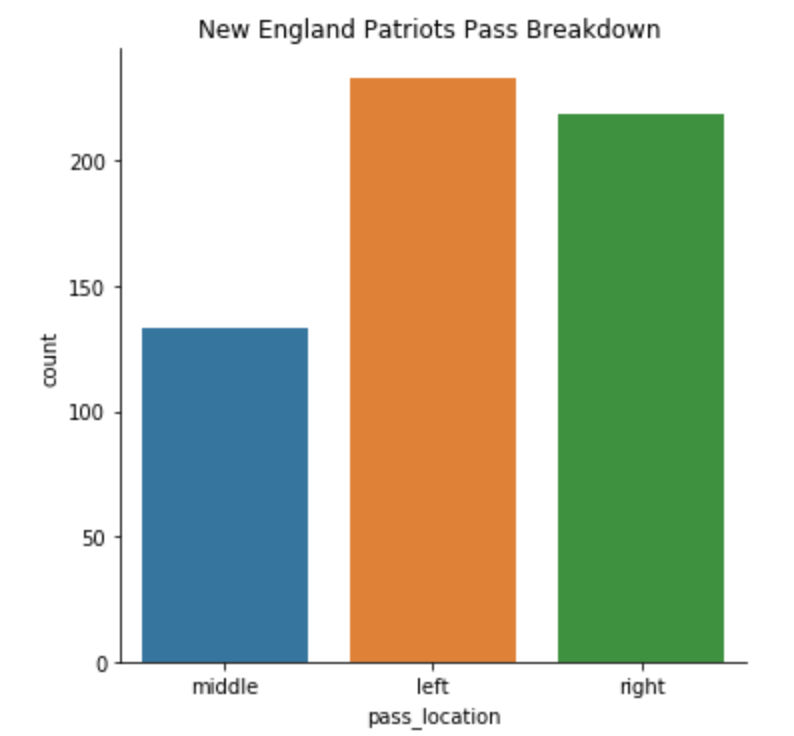 New England Patriots Pass Breakdown
count
200
150
100
50
0
middle left right
pass_location